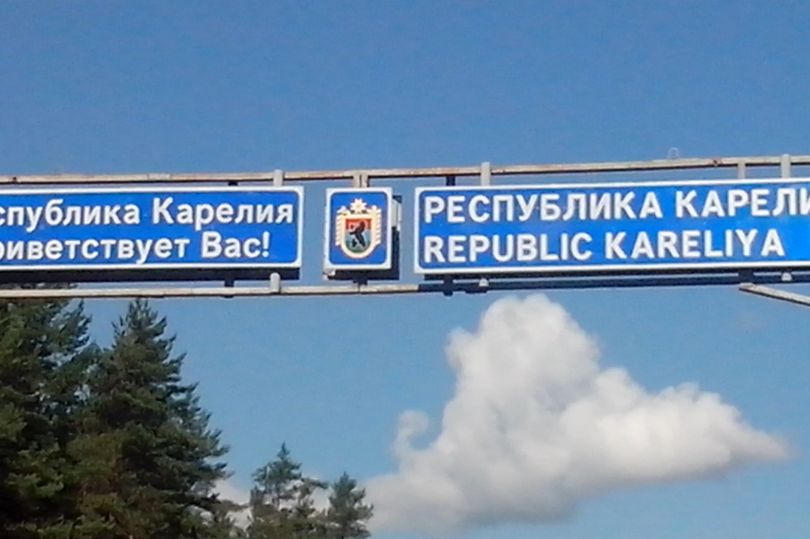 спублика Карелия
риветствует Вас!
РЕСПУБЛИКА КАРЕЛИ
REPUBLIC KARELIYA